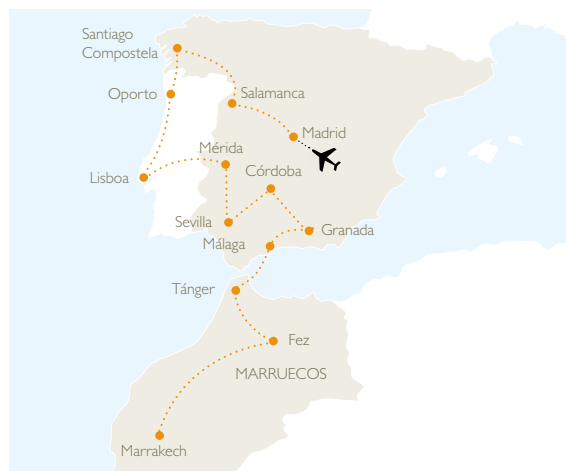 Santiago
Compostela
Oporto
Salamanca
Madrid
Mérida
Córdoba
Lisboa
Sevilla
Granada
Málaga
Tánger
Fez
MARRUECOS
Marrakech